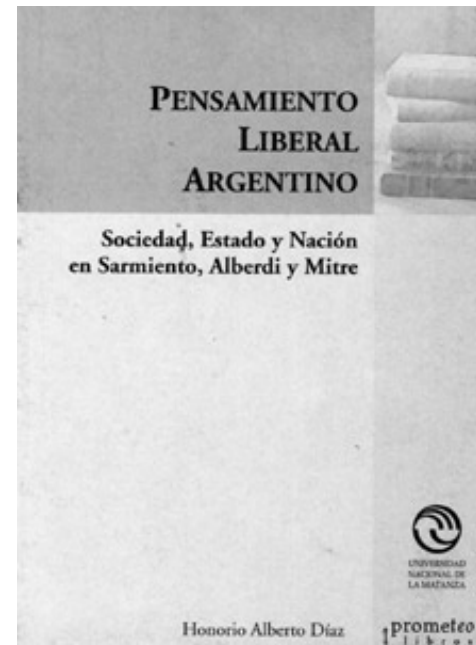 PENSAMIENTO
LIBERAL
ARGENTINO
Sociedad, Estado y Nación
en Sarmiento, Alberdi y Mitre
UNIVERSIDAD
NACIONAL DE
LA MATANZA
Honorio Alberto Díaz
prometeo
libros